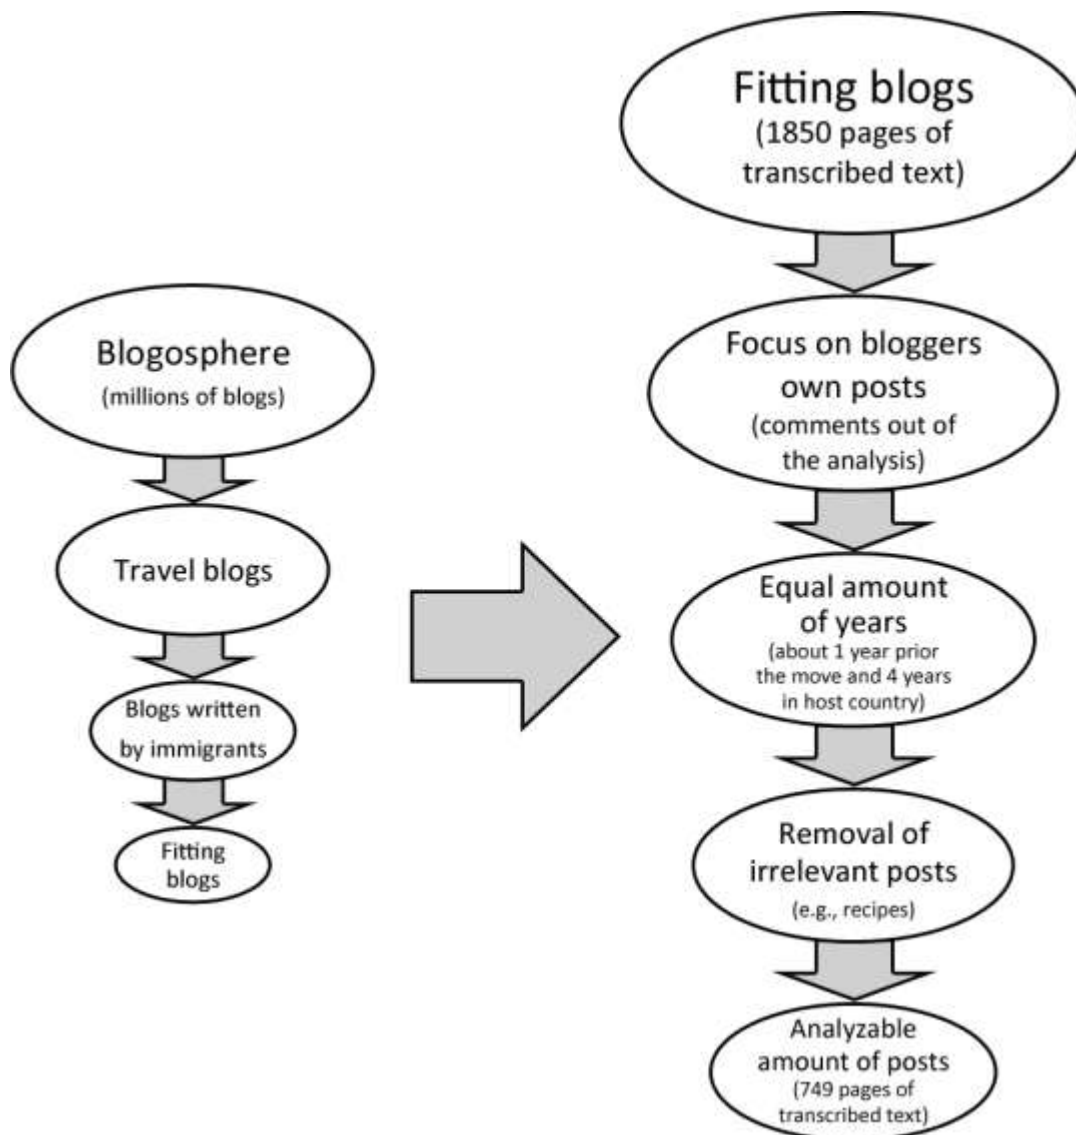 Blogosphere
(millions of blogs)
Travel blogs
Blogs written
by immigrants
Fitting
blogs
Fitting blogs
(1850 pages of
transcribed text)
Focus on bloggers
own posts
(comments out of
the analysis)
Equal amount
of years
(about 1 year prior
the move and 4 years
in host country)
Removal of
irrelevant posts
(e.g., recipes)
Analyzable
amount of posts
(749 pages of
transcribed text)